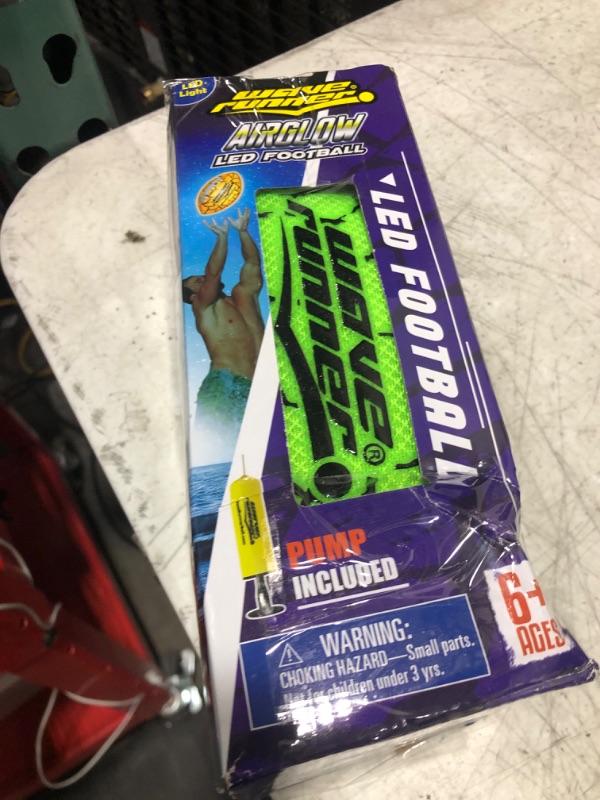 LED
Light
wave
runner
AIRGLOW
LED FOOTBALL
LED FOOTBALL
wave
runner
®
PUMP
INCLUDED
WARNING:
CHOKING HAZARD—Small parts.
Not for children under 3 yrs.
6+
AGES